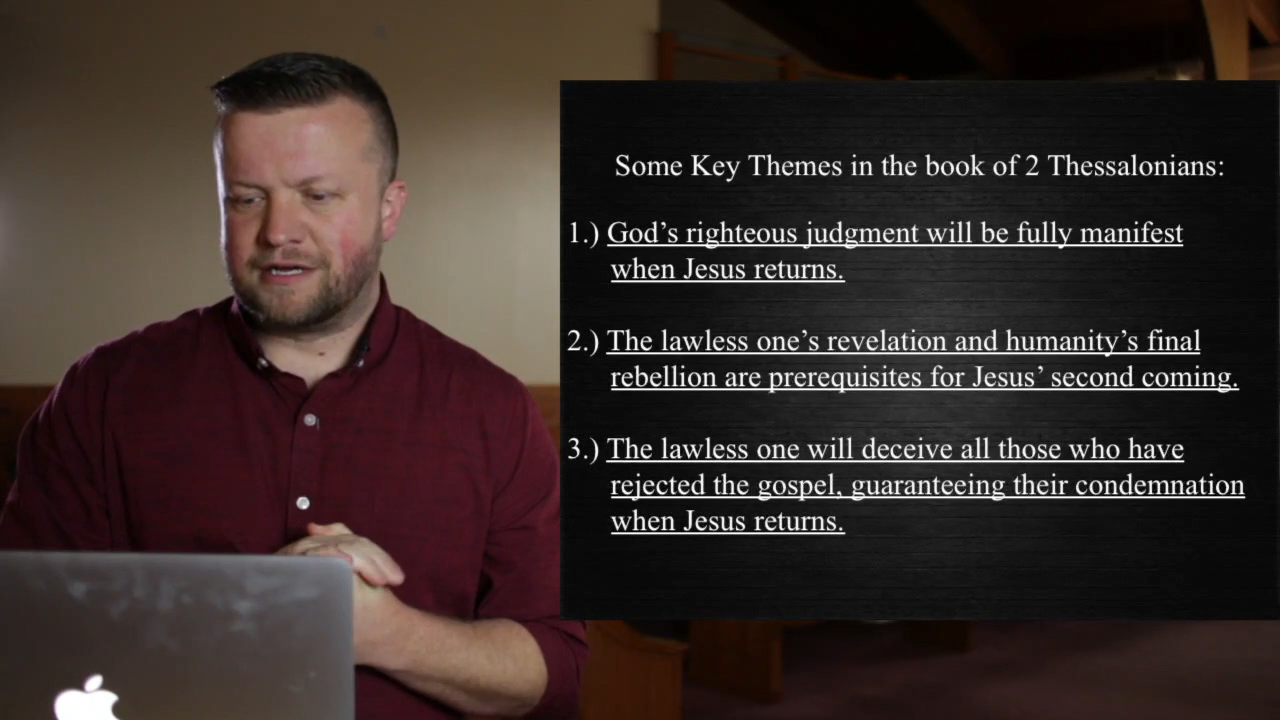 Some Key Themes in the book of 2 Thessalonians:
1.) God’s righteous judgment will be fully manifest
when Jesus returns.
2.) The lawless one’s revelation and humanity’s final
rebellion are prerequisites for Jesus’ second coming.
3.) The lawless one will deceive all those who have
rejected the gospel, guaranteeing their condemnation
when Jesus returns.